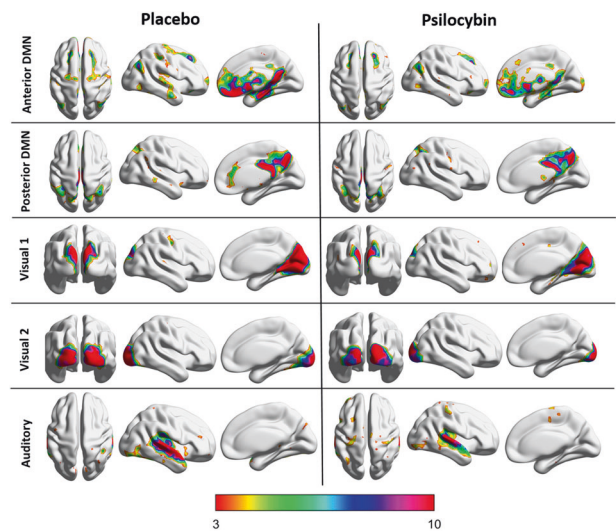 Placebo
Psilocybin
Anterior DMN
Posterior DMN
Visual 1
Visual 2
Auditory
3
10